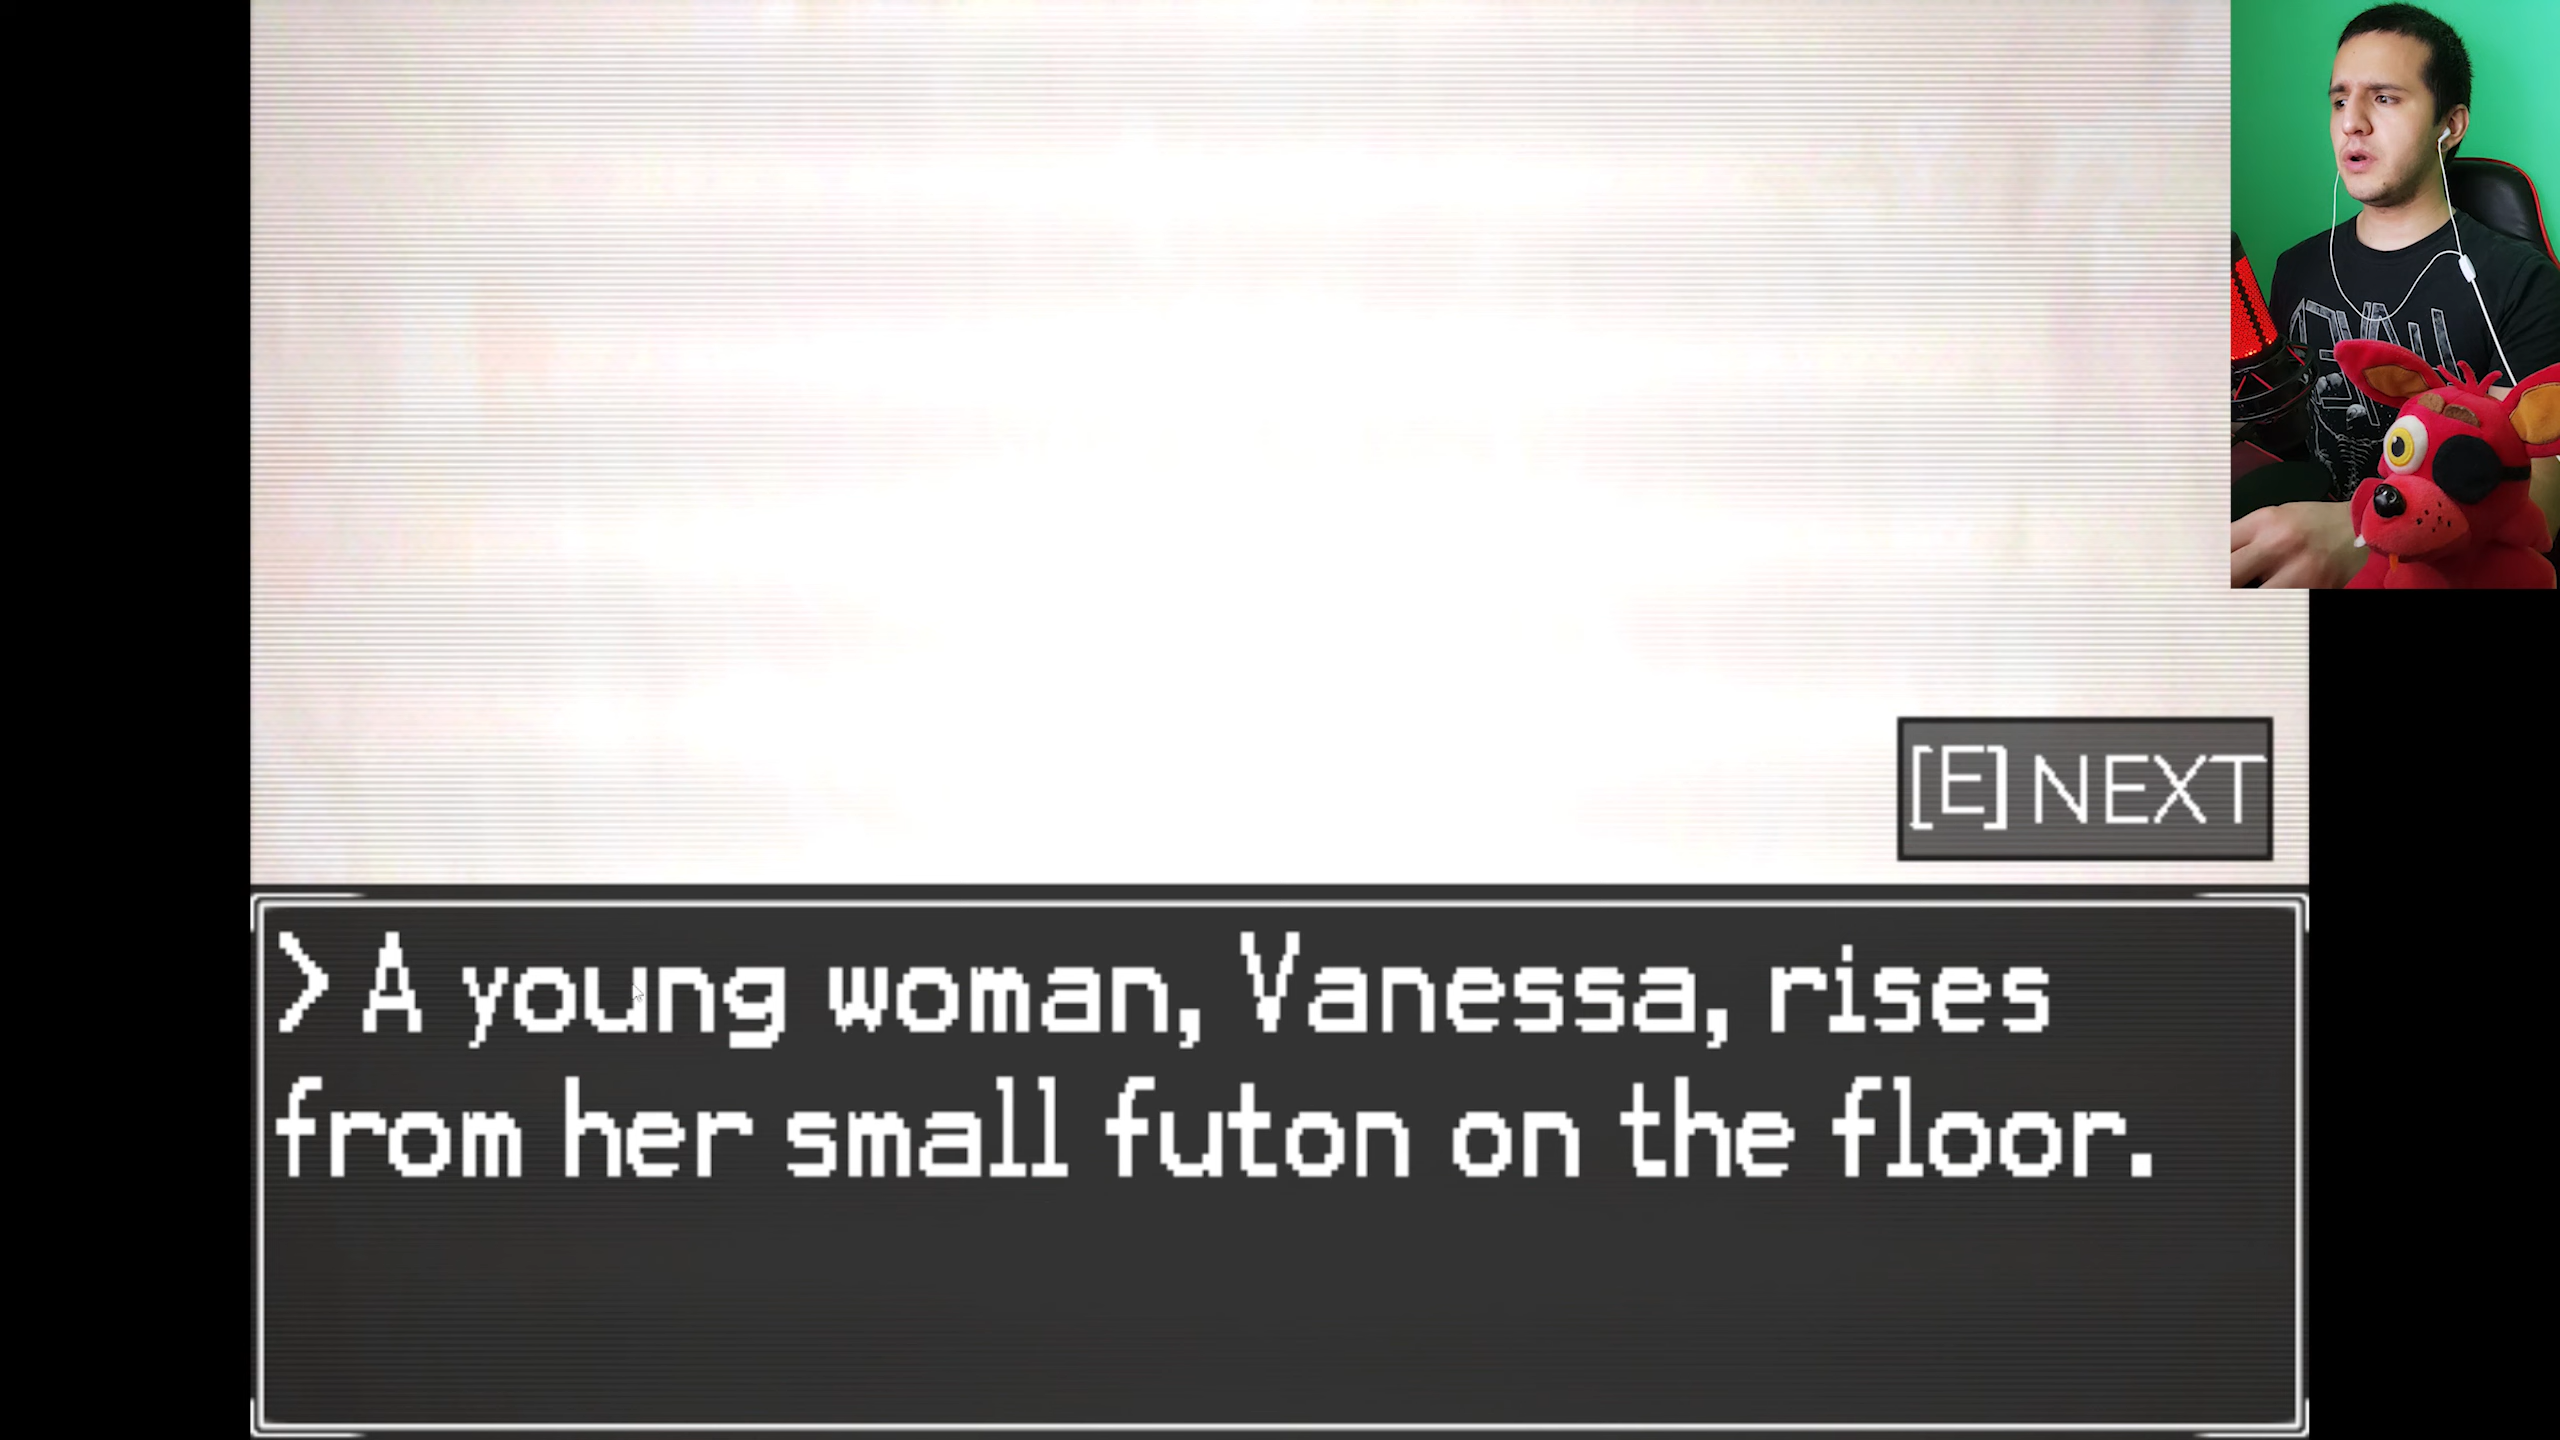 [E] NEXT
> A young woman, Vanessa, rises
from her small futon on the floor.